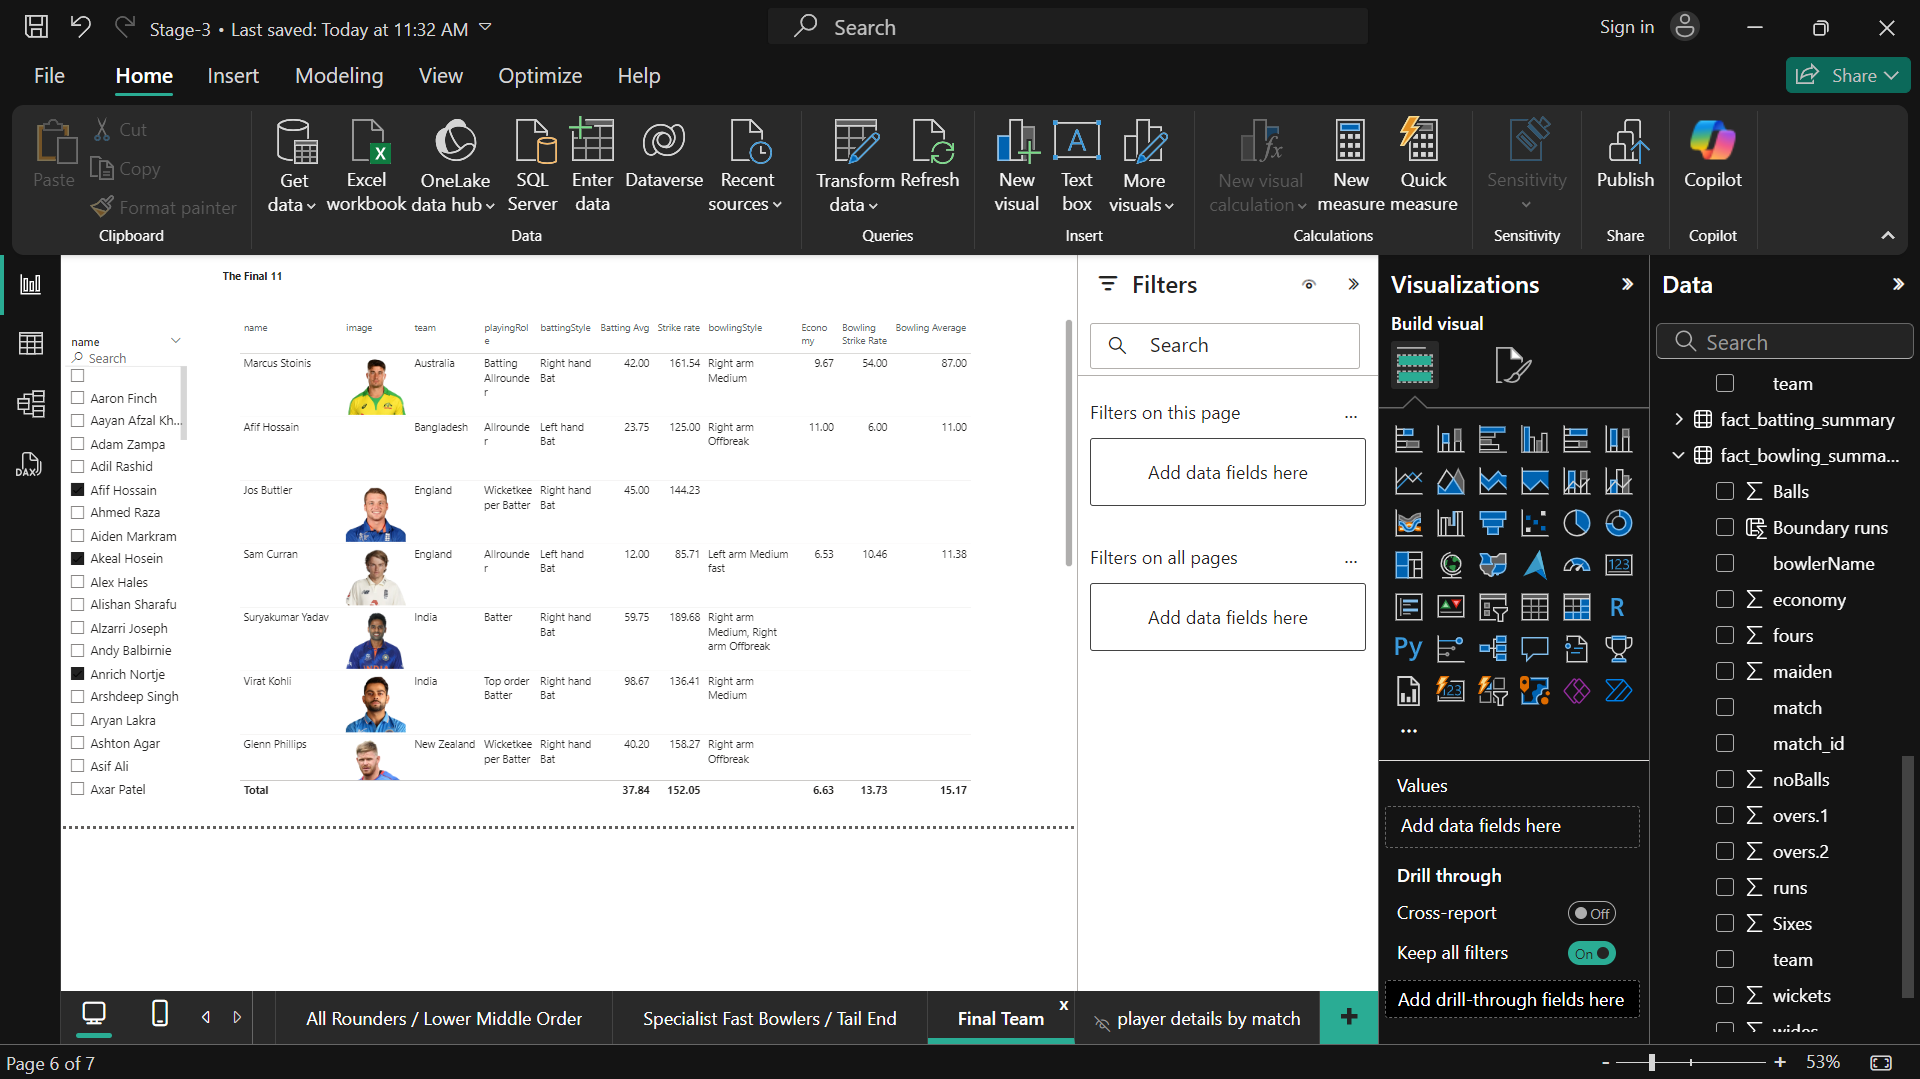 Stage-3 • Last saved: Today at 11:32 AM
Search
Sign in
File
Home
Insert
Modeling
View
Optimize
Help
Share
Paste
Cut
Copy
Format painter
Clipboard
Get data
Excel workbook
OneLake data hub
SQL Server
Enter data
Dataverse
Recent sources
Data
Transform data
Refresh
Queries
New visual
Text box
More visuals
Insert
New visual calculation
New measure
Quick measure
Calculations
Sensitivity
Sensitivity
Publish
Share
Copilot
Copilot
DAX
The Final 11
name
Search
Aaron Finch
Aayan Afzal Kh...
Adam Zampa
Adil Rashid
Afif Hossain
Ahmed Raza
Aiden Markram
Akeal Hosein
Alex Hales
Alishan Sharafu
Alzarri Joseph
Andy Balbirnie
Anrich Nortje
Arshdeep Singh
Aryan Lakra
Ashton Agar
Asif Ali
Axar Patel
name image team playingRole battingStyle Batting Avg Strike rate bowlingStyle Economy Bowling Strike Rate Bowling Average
Marcus Stoinis Australia Batting Allrounder Right hand Bat 42.00 161.54 Right arm Medium 9.67 54.00 87.00
Afif Hossain Bangladesh Allrounder Left hand Bat 23.75 125.00 Right arm Offbreak 11.00 6.00 11.00
Jos Buttler England Wicketkeeper Batter Right hand Bat 45.00 144.23
Sam Curran England Allrounder Left hand Bat 12.00 85.71 Left arm Medium fast 6.53 10.46 11.38
Suryakumar Yadav India Batter Right hand Bat 59.75 189.68 Right arm Medium, Right arm Offbreak
Virat Kohli India Top order Batter Right hand Bat 98.67 136.41 Right arm Medium
Glenn Phillips New Zealand Wicketkeeper Batter Right hand Bat 40.20 158.27 Right arm Offbreak
Total 37.84 152.05 6.63 13.73 15.17
Filters
Search
Filters on this page ...
Add data fields here
Filters on all pages ...
Add data fields here
Visualizations
Build visual
123
R
Py
123
...
Values
Add data fields here
Drill through
Cross-report Off
Keep all filters On
Add drill-through fields here
Data
Search
team
fact_batting_summary
fact_bowling_summa...
Balls
Boundary runs
bowlerName
economy
fours
maiden
match
match_id
noBalls
overs.1
overs.2
runs
Sixes
team
wickets
wides
All Rounders / Lower Middle Order
Specialist Fast Bowlers / Tail End
Final Team x
player details by match
+
Page 6 of 7
- + 53%